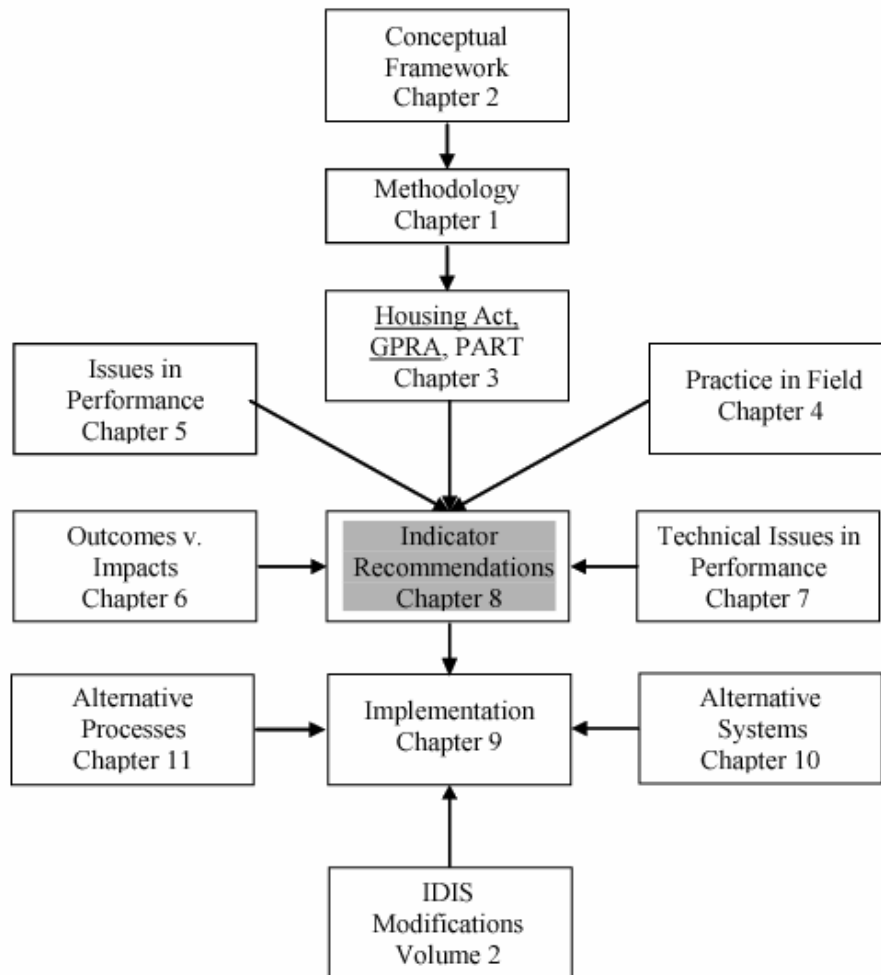 Conceptual
Framework
Chapter 2
Methodology
Chapter 1
Housing Act,
GPRA, PART
Chapter 3
Issues in
Performance
Chapter 5
Practice in Field
Chapter 4
Outcomes v.
Impacts
Chapter 6
Indicator
Recommendations
Chapter 8
Technical Issues in
Performance
Chapter 7
Alternative
Processes
Chapter 11
Implementation
Chapter 9
Alternative
Systems
Chapter 10
IDIS
Modifications
Volume 2